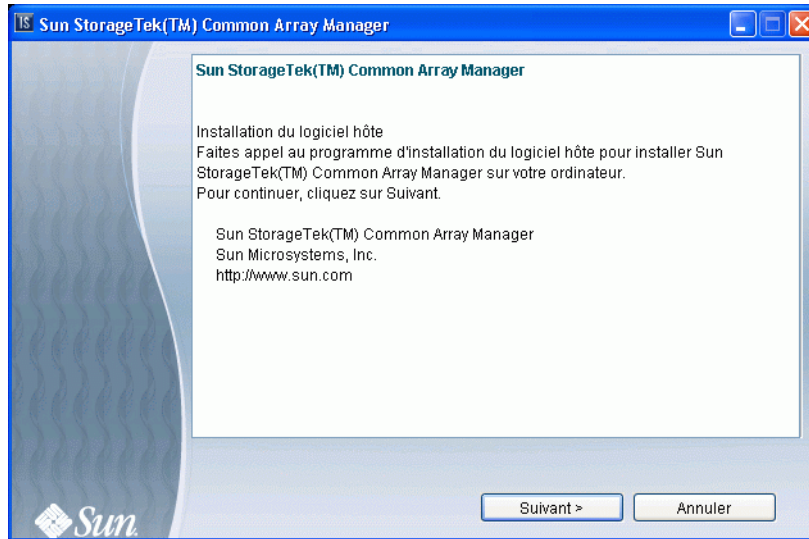 IS Sun StorageTek(TM) Common Array Manager
Sun StorageTek(TM) Common Array Manager
Installation du logiciel hôte
Faites appel au programme d'installation du logiciel hôte pour installer Sun
StorageTek(TM) Common Array Manager sur votre ordinateur.
Pour continuer, cliquez sur Suivant.
Sun StorageTek(TM) Common Array Manager
Sun Microsystems, Inc.
http://www.sun.com
Suivant > Annuler
Sun